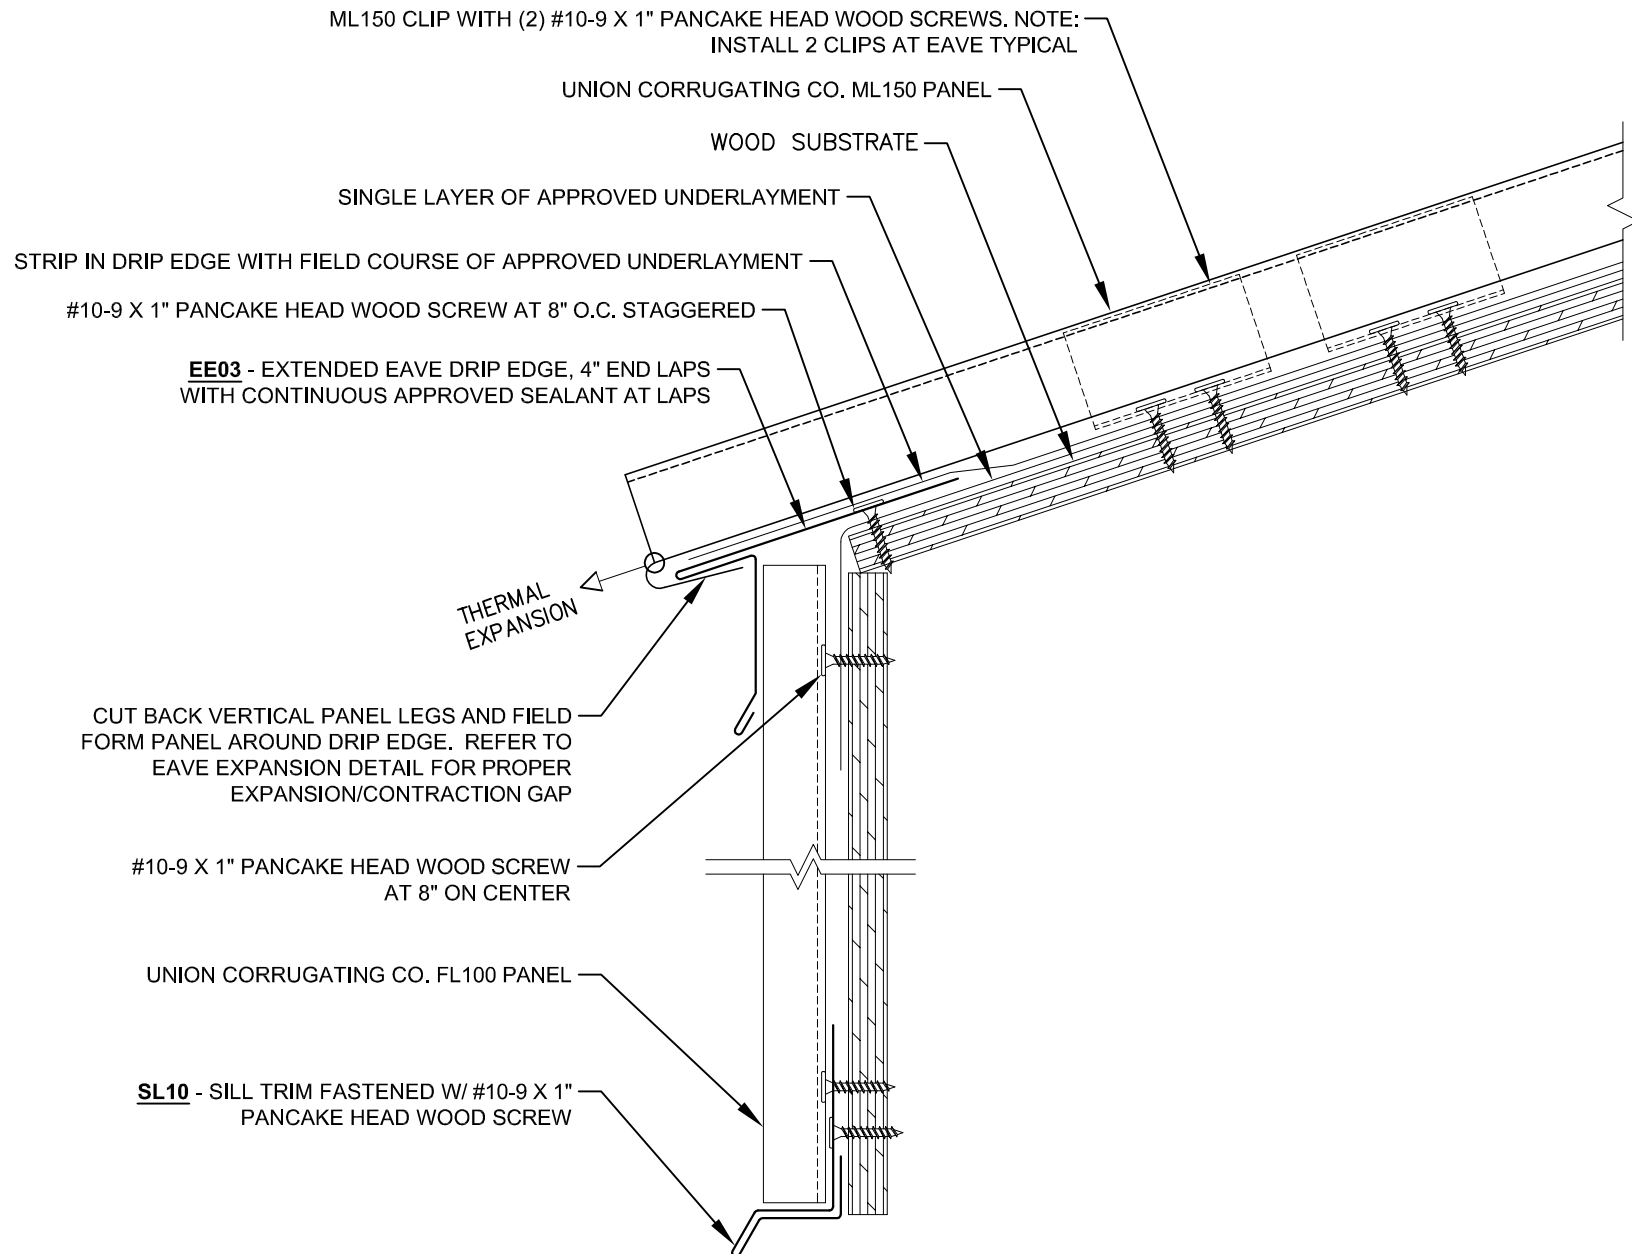 ML150 CLIP WITH (2) #10-9 X 1" PANCAKE HEAD WOOD SCREWS. NOTE:
INSTALL 2 CLIPS AT EAVE TYPICAL
UNION CORRUGATING CO. ML150 PANEL
WOOD SUBSTRATE
SINGLE LAYER OF APPROVED UNDERLAYMENT
STRIP IN DRIP EDGE WITH FIELD COURSE OF APPROVED UNDERLAYMENT
#10-9 X 1" PANCAKE HEAD WOOD SCREW AT 8" O.C. STAGGERED
EE03 - EXTENDED EAVE DRIP EDGE, 4" END LAPS
WITH CONTINUOUS APPROVED SEALANT AT LAPS
THERMAL
EXPANSION
CUT BACK VERTICAL PANEL LEGS AND FIELD
FORM PANEL AROUND DRIP EDGE. REFER TO
EAVE EXPANSION DETAIL FOR PROPER
EXPANSION/CONTRACTION GAP
#10-9 X 1" PANCAKE HEAD WOOD SCREW
AT 8" ON CENTER
UNION CORRUGATING CO. FL100 PANEL
SL10 - SILL TRIM FASTENED W/ #10-9 X 1"
PANCAKE HEAD WOOD SCREW